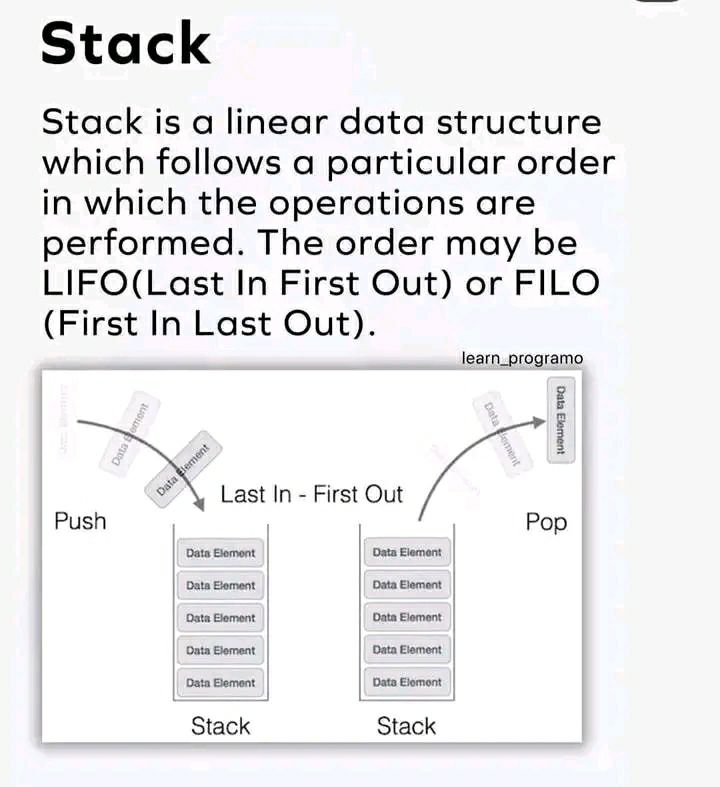 Stack
Stack is a linear data structure
which follows a particular order
in which the operations are
performed. The order may be
LIFO(Last In First Out) or FILO
(First In Last Out).
learn_programo
Data Element
Data Element
Data Element
Data Element
Last In - First Out
Push
Pop
Data Element
Data Element
Data Element
Data Element
Data Element
Data Element
Data Element
Data Element
Data Element
Data Element
Stack
Stack